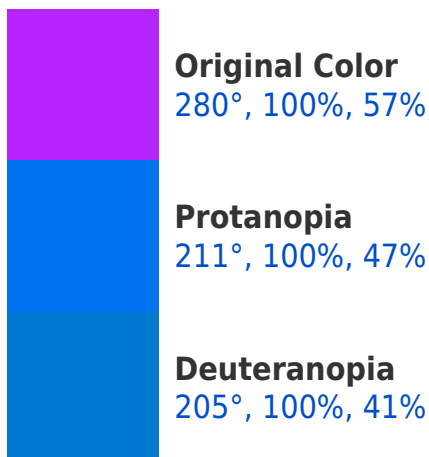 Original Color
280°, 100%, 57%
Protanopia
211°, 100%, 47%
Deuteranopia
205°, 100%, 41%